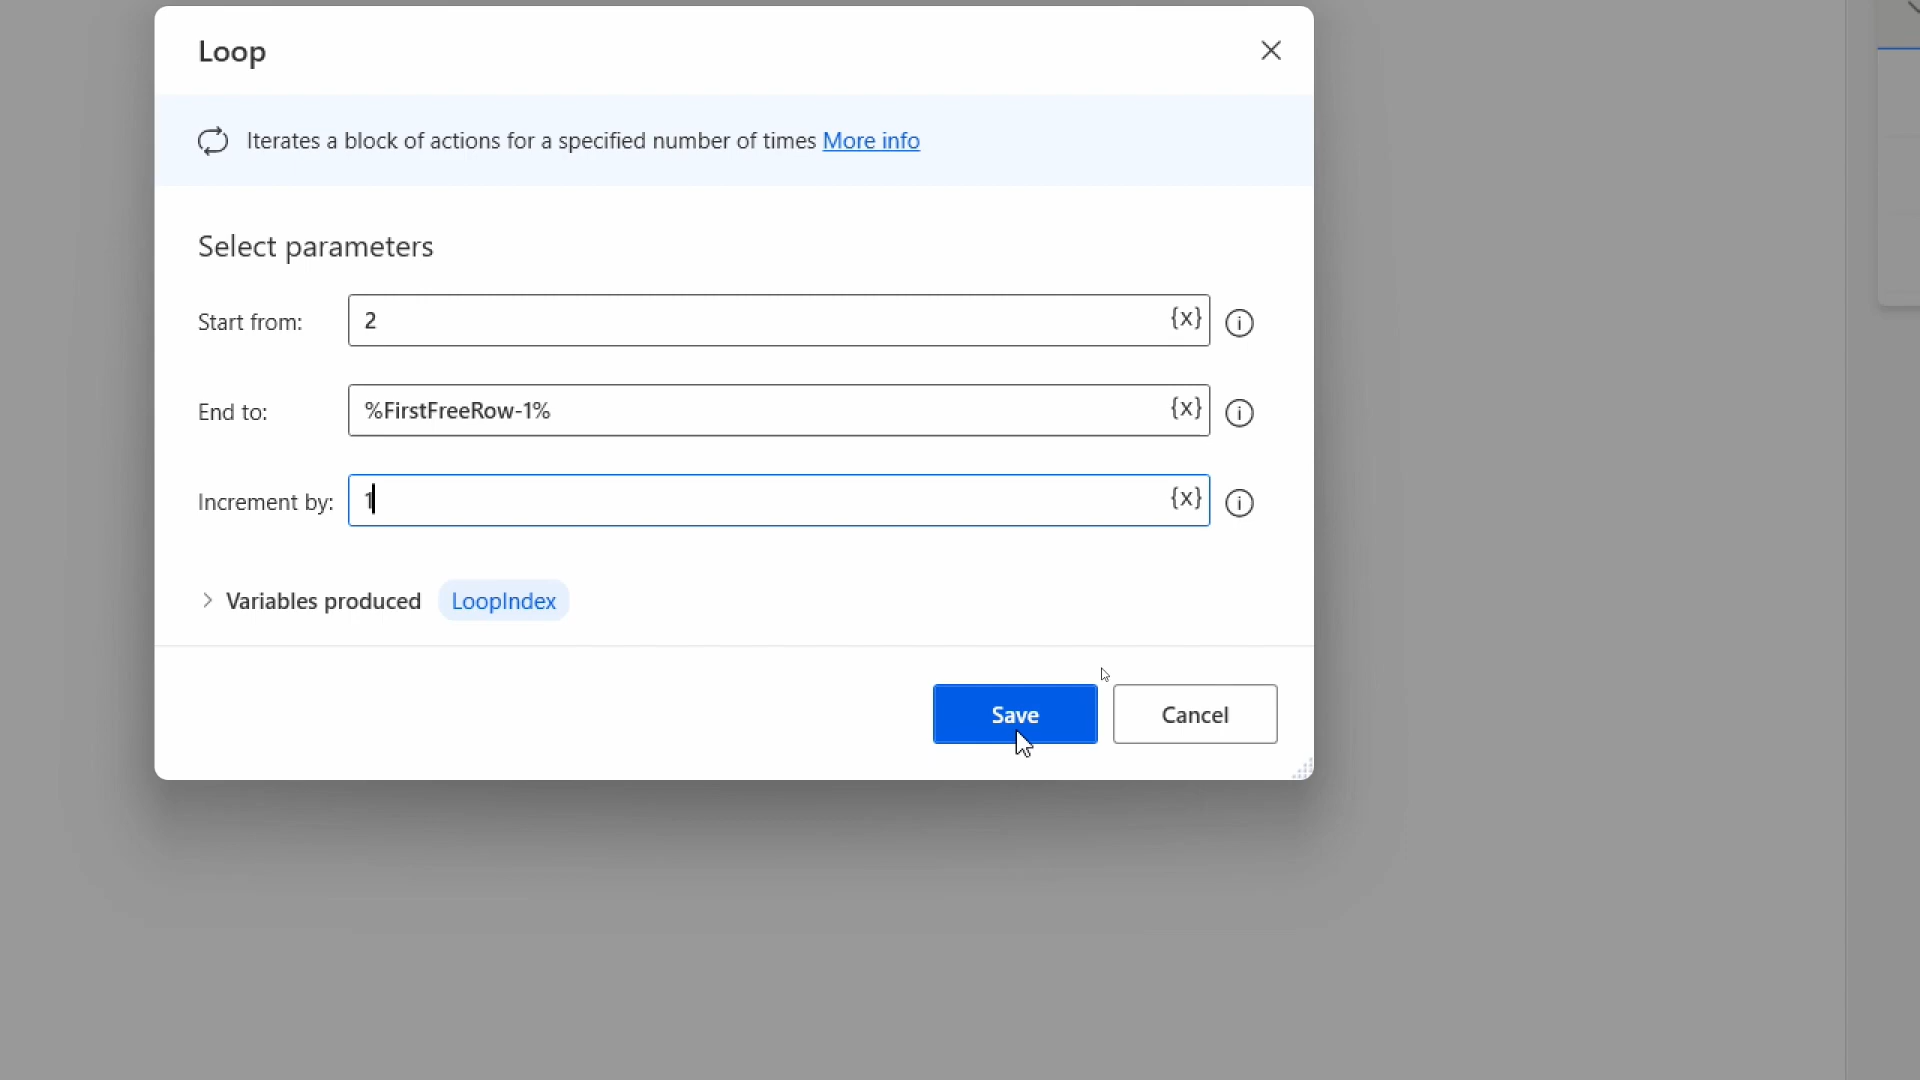 Loop
Iterates a block of actions for a specified number of times More info
Select parameters
Start from:
2
{x}
End to:
%FirstFreeRow-1%
{x}
Increment by:
1
{x}
Variables produced
LoopIndex
Save
Cancel